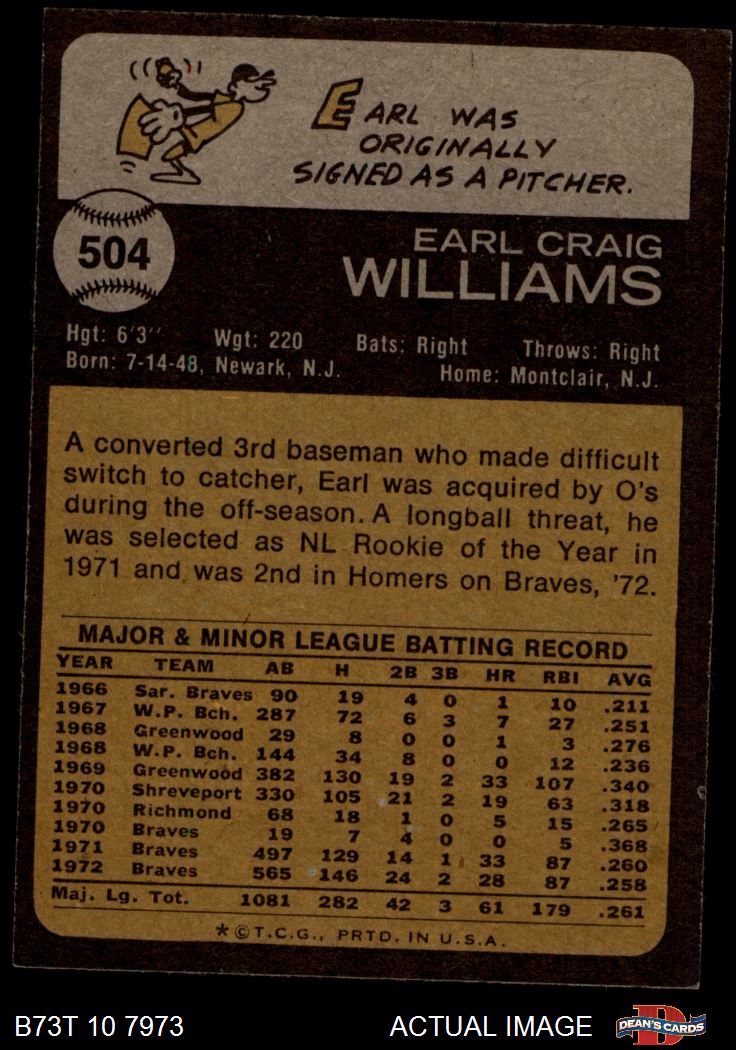 EARL WAS
ORIGINALLY
SIGNED AS A PITCHER.
504
EARL CRAIG
WILLIAMS
Hgt: 6'3'' Wgt: 220 Bats: Right Throws: Right
Born: 7-14-48, Newark, N.J. Home: Montclair, N.J.
A converted 3rd baseman who made difficult
switch to catcher, Earl was acquired by O's
during the off-season. A longball threat, he
was selected as NL Rookie of the Year in
1971 and was 2nd in Homers on Braves, '72.
MAJOR & MINOR LEAGUE BATTING RECORD
YEAR TEAM AB H 2B 3B HR RBI AVG
1966 Sar. Braves 90 19 4 0 1 10 .211
1967 W.P. Bch. 287 72 6 3 7 27 .251
1968 Greenwood 29 8 0 0 1 3 .276
1968 W.P. Bch. 144 34 8 0 0 12 .236
1969 Greenwood 382 130 19 2 33 107 .340
1970 Shreveport 330 105 21 2 19 63 .318
1970 Richmond 68 18 1 0 5 15 .265
1970 Braves 19 7 4 0 0 5 .368
1971 Braves 497 129 14 1 33 87 .260
1972 Braves 565 146 24 2 28 87 .258
Maj. Lg. Tot. 1081 282 42 3 61 179 .261
*©T.C.G., PRTD. IN U.S.A.
B73T 10 7973 ACTUAL IMAGE D DEAN'S CARDS